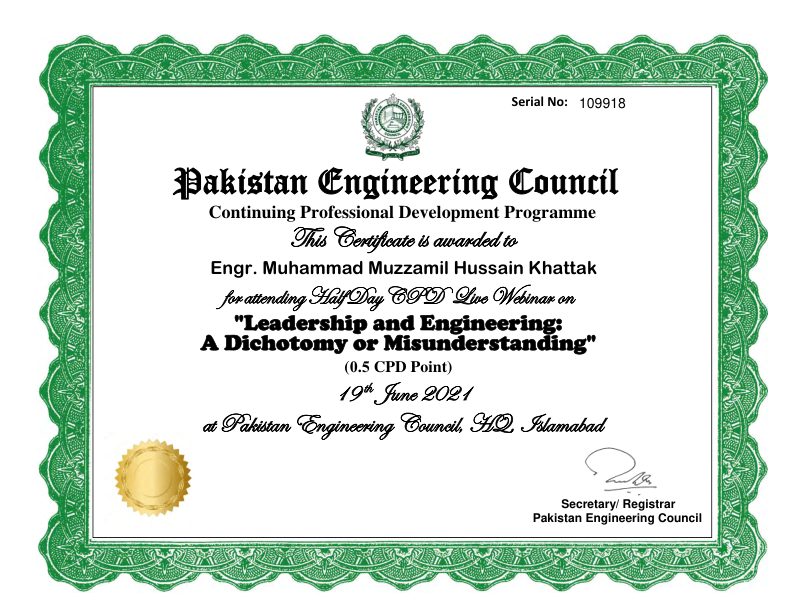 Serial No: 109918
Pakistan Engineering Council
Continuing Professional Development Programme
This Certificate is awarded to
Engr. Muhammad Muzzamil Hussain Khattak
for attending Half Day CPD Live Webinar on
"Leadership and Engineering:
A Dichotomy or Misunderstanding"
(0.5 CPD Point)
19th June 2021
at Pakistan Engineering Council, HQ, Islamabad
Secretary/ Registrar
Pakistan Engineering Council